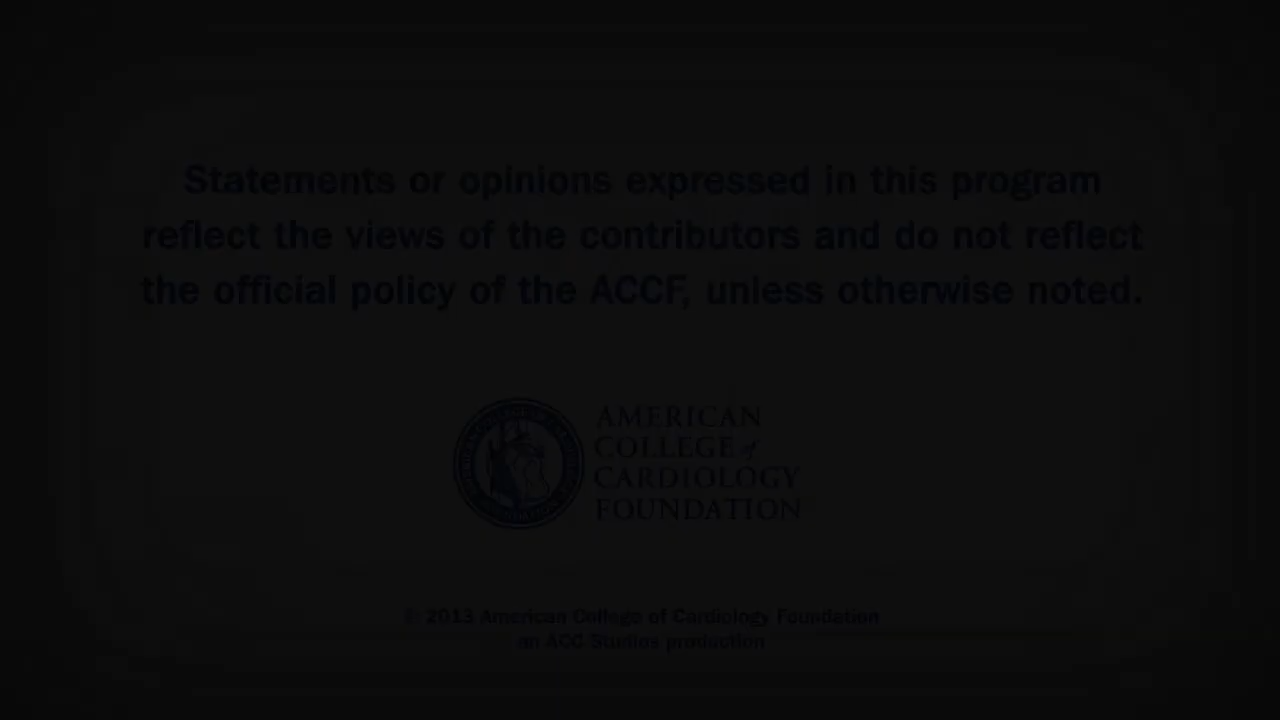 Statements or opinions expressed in this program
reflect the views of the contributors and do not reflect
the official policy of the ACCF, unless otherwise noted.
AMERICAN
COLLEGE of
CARDIOLOGY
FOUNDATION
© 2013 American College of Cardiology Foundation
an ACC Studios production